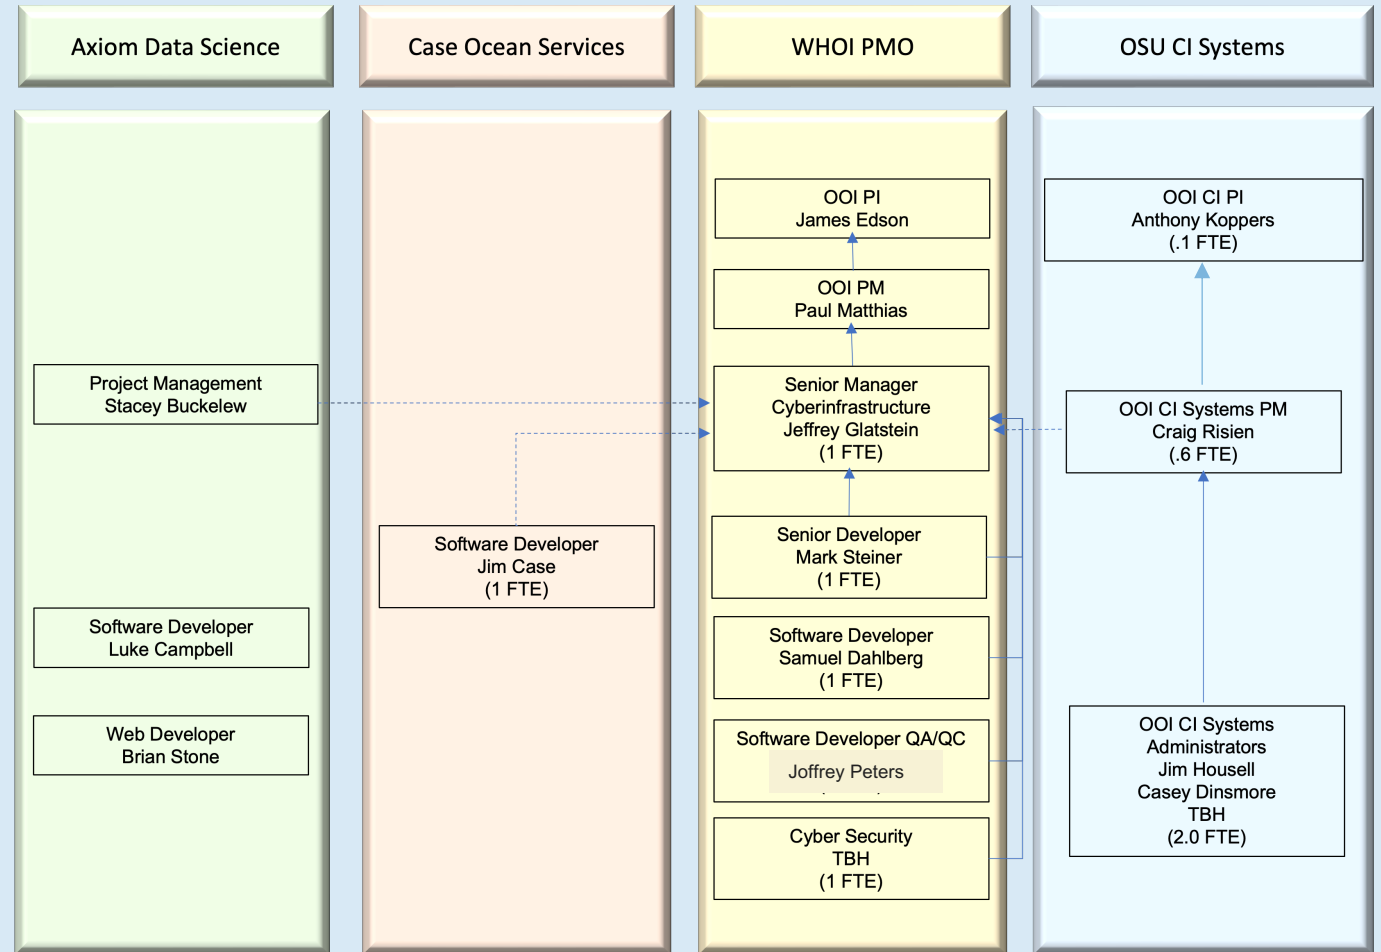 Axiom Data Science
Case Ocean Services
WHOI PMO
OSU CI Systems
Project Management
Stacey Buckelew
Software Developer
Luke Campbell
Web Developer
Brian Stone
Software Developer
Jim Case
(1 FTE)
OOI PI
James Edson
OOI PM
Paul Matthias
Senior Manager
Cyberinfrastructure
Jeffrey Glatstein
(1 FTE)
Senior Developer
Mark Steiner
(1 FTE)
Software Developer
Samuel Dahlberg
(1 FTE)
Software Developer QA/QC
Joffrey Peters
Cyber Security
TBH
(1 FTE)
OOI CI PI
Anthony Koppers
(.1 FTE)
OOI CI Systems PM
Craig Risien
(.6 FTE)
OOI CI Systems
Administrators
Jim Housell
Casey Dinsmore
TBH
(2.0 FTE)